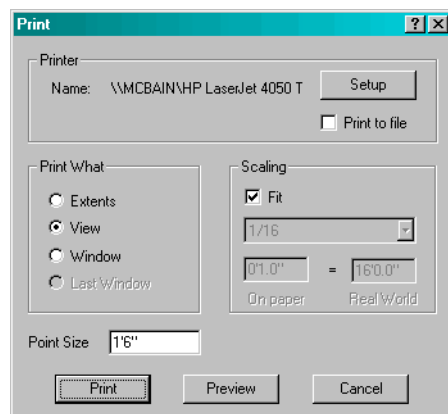 Print
Printer
Name: \\MCBAIN\HP LaserJet 4050 T Setup
Print to file
Print What
Extents
View
Window
Last Window
Scaling
Fit
1/16
0'1.0" = 16'0.0"
On paper Real World
Point Size 1'6"
Print Preview Cancel